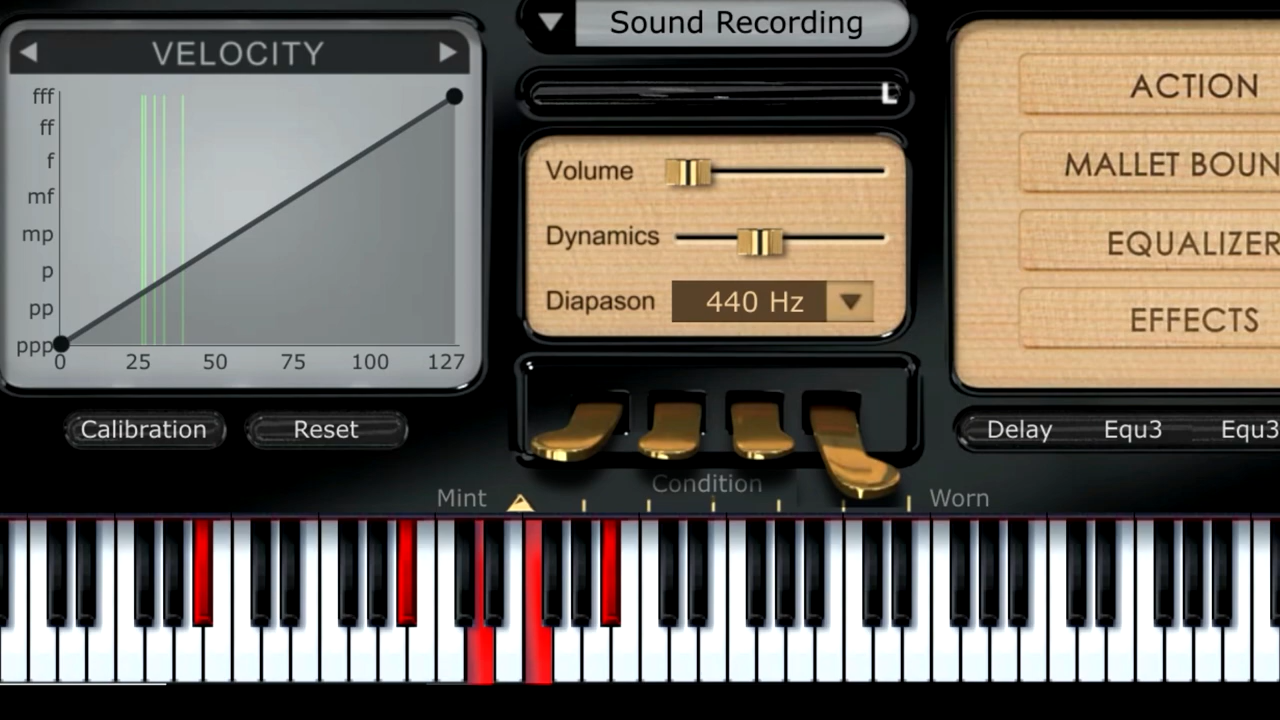 Sound Recording
VELOCITY
fff
ff
f
mf
mp
p
pp
ppp
0 25 50 75 100 127
Calibration Reset
L
Volume
Dynamics
Diapason 440 Hz
Condition
Mint Worn
ACTION
MALLET BOUN
EQUALIZER
EFFECTS
Delay Equ3 Equ3